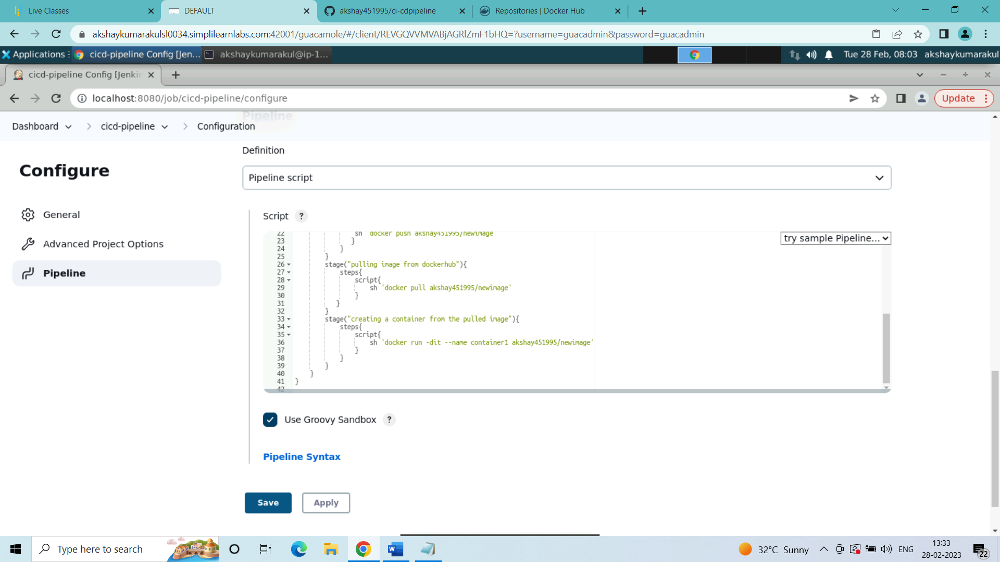 Live Classes
DEFAULT
akshay451995/ci-cdpipeline
Repositories | Docker Hub
akshaykumarakulsl0034.simplilearnlabs.com:42001/guacamole/#/client/REVGQVVMVABjAGRlZmF1bHQ=?username=guacadmin&password=guacadmin
Applications
cicd-pipeline Config [Jen...
akshaykumarakul@ip-1...
Tue 28 Feb, 08:03 akshaykumarakul
cicd-pipeline Config [Jenkin
localhost:8080/job/cicd-pipeline/configure
Update
Pipeline
Dashboard
cicd-pipeline
Configuration
Definition
Configure
Pipeline script
General
Advanced Project Options
Pipeline
Script ?
try sample Pipeline...
22 sh 'docker push akshay451995/newimage'
23 }
24 }
25 }
26 stage("pulling image from dockerhub"){
27 steps{
28 script{
29 sh 'docker pull akshay451995/newimage'
30 }
31 }
32 }
33 stage("creating a container from the pulled image"){
34 steps{
35 script{
36 sh 'docker run -dit --name container1 akshay451995/newimage'
37 }
38 }
39 }
40 }
41 }
42
Use Groovy Sandbox ?
Pipeline Syntax
Save
Apply
Type here to search
32°C Sunny
ENG
13:33
28-02-2023
22